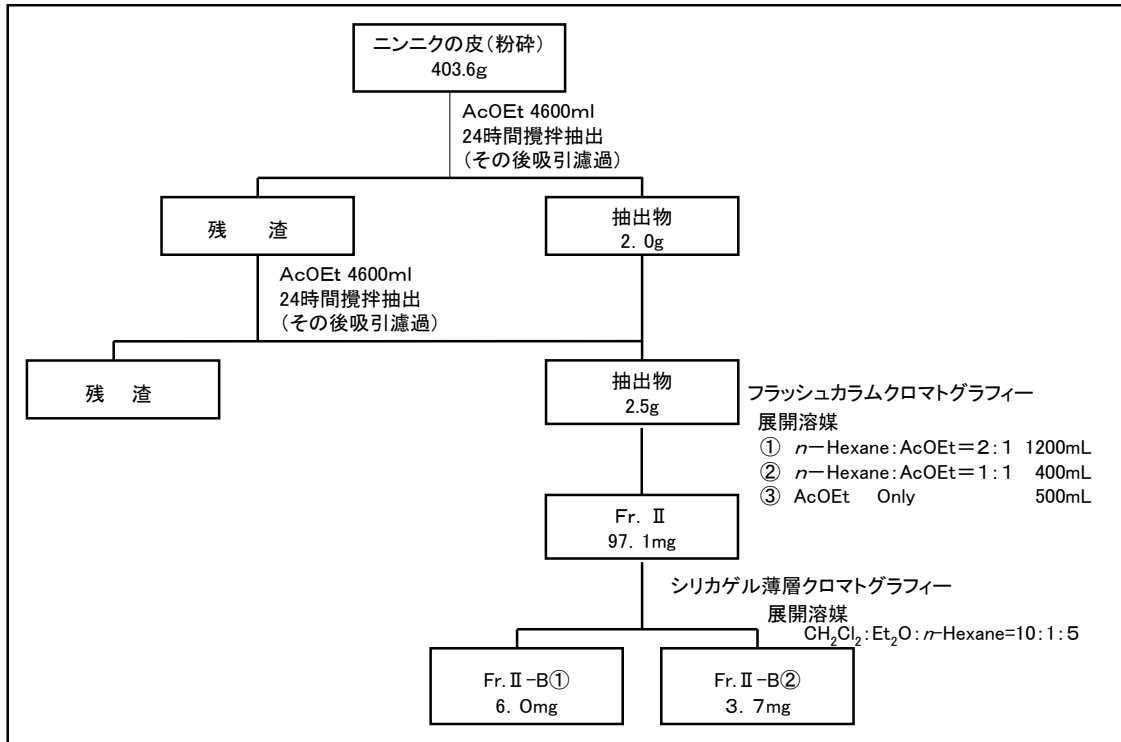 ニンニクの皮(粉砕)
403.6g
AcOEt 4600ml
24時間攪拌抽出
(その後吸引濾過)
残 渣
抽出物
2.0g
AcOEt 4600ml
24時間攪拌抽出
(その後吸引濾過)
残 渣
抽出物
2.5g
フラッシュカラムクロマトグラフィー
展開溶媒
① n-Hexane:AcOEt=2:1 1200mL
② n-Hexane:AcOEt=1:1 400mL
③ AcOEt Only 500mL
Fr. Ⅱ
97.1mg
シリカゲル薄層クロマトグラフィー
展開溶媒
CH₂Cl₂:Et₂O:n-Hexane=10:1:5
Fr.Ⅱ-B①
6.0mg
Fr.Ⅱ-B②
3.7mg